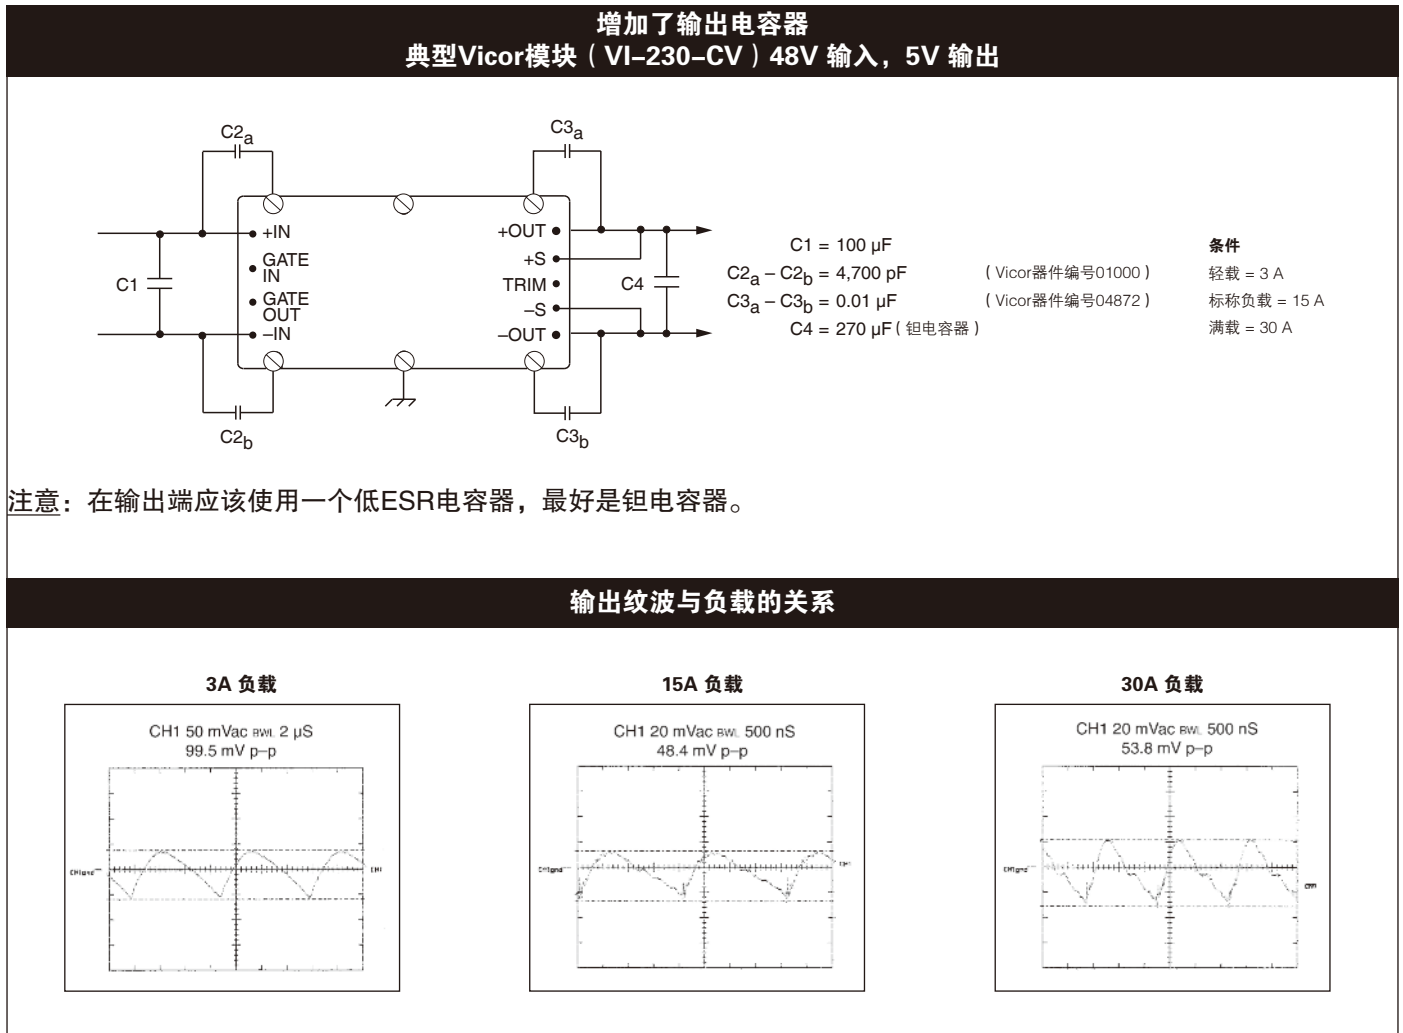 增加了输出电容器
典型Vicor模块（VI–230–CV）48V 输入，5V 输出
C2a
C3a
+IN
GATE
IN
GATE
OUT
–IN
+OUT
+S
TRIM
–S
–OUT
C1
C4
C2b
C3b
C1 = 100 µF
C2a – C2b = 4,700 pF （Vicor器件编号01000）
C3a – C3b = 0.01 µF （Vicor器件编号04872）
C4 = 270 µF（钽电容器）
条件
轻载 = 3 A
标称负载 = 15 A
满载 = 30 A
注意：在输出端应该使用一个低ESR电容器，最好是钽电容器。
输出纹波与负载的关系
3A 负载
CH1 50 mVac BWL 2 µS
99.5 mV p–p
CH1gnd
CH1
15A 负载
CH1 20 mVac BWL 500 nS
48.4 mV p–p
CH1gnd
CH1
30A 负载
CH1 20 mVac BWL 500 nS
53.8 mV p–p
CH1gnd